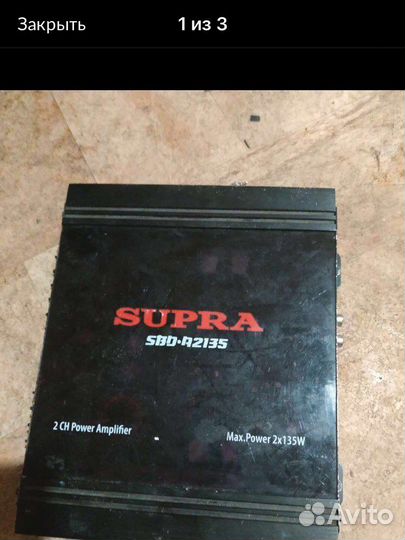 Закрыть
1 из 3
SUPRA
SBD·A2135
2 CH Power Amplifier
Max.Power 2x135W
Avito